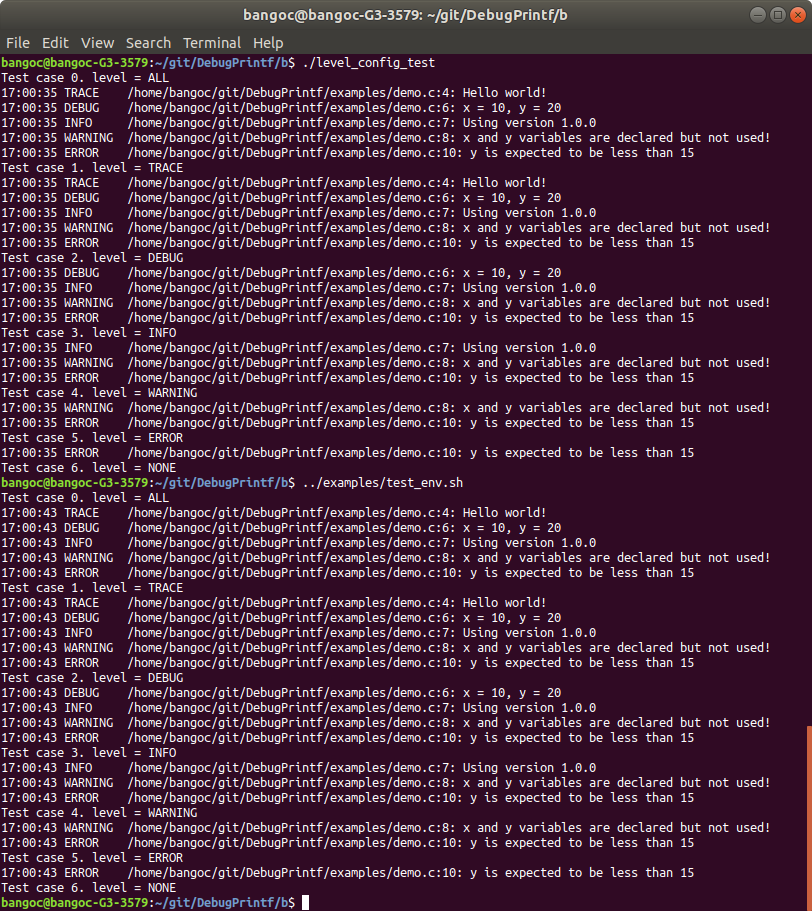 bangoc@bangoc-G3-3579: ~/git/DebugPrintf/b
File Edit View Search Terminal Help
bangoc@bangoc-G3-3579:~/git/DebugPrintf/b$ ./level_config_test
Test case 0. level = ALL
17:00:35 TRACE   /home/bangoc/git/DebugPrintf/examples/demo.c:4: Hello world!
17:00:35 DEBUG   /home/bangoc/git/DebugPrintf/examples/demo.c:6: x = 10, y = 20
17:00:35 INFO    /home/bangoc/git/DebugPrintf/examples/demo.c:7: Using version 1.0.0
17:00:35 WARNING /home/bangoc/git/DebugPrintf/examples/demo.c:8: x and y variables are declared but not used!
17:00:35 ERROR   /home/bangoc/git/DebugPrintf/examples/demo.c:10: y is expected to be less than 15
Test case 1. level = TRACE
17:00:35 TRACE   /home/bangoc/git/DebugPrintf/examples/demo.c:4: Hello world!
17:00:35 DEBUG   /home/bangoc/git/DebugPrintf/examples/demo.c:6: x = 10, y = 20
17:00:35 INFO    /home/bangoc/git/DebugPrintf/examples/demo.c:7: Using version 1.0.0
17:00:35 WARNING /home/bangoc/git/DebugPrintf/examples/demo.c:8: x and y variables are declared but not used!
17:00:35 ERROR   /home/bangoc/git/DebugPrintf/examples/demo.c:10: y is expected to be less than 15
Test case 2. level = DEBUG
17:00:35 DEBUG   /home/bangoc/git/DebugPrintf/examples/demo.c:6: x = 10, y = 20
17:00:35 INFO    /home/bangoc/git/DebugPrintf/examples/demo.c:7: Using version 1.0.0
17:00:35 WARNING /home/bangoc/git/DebugPrintf/examples/demo.c:8: x and y variables are declared but not used!
17:00:35 ERROR   /home/bangoc/git/DebugPrintf/examples/demo.c:10: y is expected to be less than 15
Test case 3. level = INFO
17:00:35 INFO    /home/bangoc/git/DebugPrintf/examples/demo.c:7: Using version 1.0.0
17:00:35 WARNING /home/bangoc/git/DebugPrintf/examples/demo.c:8: x and y variables are declared but not used!
17:00:35 ERROR   /home/bangoc/git/DebugPrintf/examples/demo.c:10: y is expected to be less than 15
Test case 4. level = WARNING
17:00:35 WARNING /home/bangoc/git/DebugPrintf/examples/demo.c:8: x and y variables are declared but not used!
17:00:35 ERROR   /home/bangoc/git/DebugPrintf/examples/demo.c:10: y is expected to be less than 15
Test case 5. level = ERROR
17:00:35 ERROR   /home/bangoc/git/DebugPrintf/examples/demo.c:10: y is expected to be less than 15
Test case 6. level = NONE
bangoc@bangoc-G3-3579:~/git/DebugPrintf/b$ ../examples/test_env.sh
Test case 0. level = ALL
17:00:43 TRACE   /home/bangoc/git/DebugPrintf/examples/demo.c:4: Hello world!
17:00:43 DEBUG   /home/bangoc/git/DebugPrintf/examples/demo.c:6: x = 10, y = 20
17:00:43 INFO    /home/bangoc/git/DebugPrintf/examples/demo.c:7: Using version 1.0.0
17:00:43 WARNING /home/bangoc/git/DebugPrintf/examples/demo.c:8: x and y variables are declared but not used!
17:00:43 ERROR   /home/bangoc/git/DebugPrintf/examples/demo.c:10: y is expected to be less than 15
Test case 1. level = TRACE
17:00:43 TRACE   /home/bangoc/git/DebugPrintf/examples/demo.c:4: Hello world!
17:00:43 DEBUG   /home/bangoc/git/DebugPrintf/examples/demo.c:6: x = 10, y = 20
17:00:43 INFO    /home/bangoc/git/DebugPrintf/examples/demo.c:7: Using version 1.0.0
17:00:43 WARNING /home/bangoc/git/DebugPrintf/examples/demo.c:8: x and y variables are declared but not used!
17:00:43 ERROR   /home/bangoc/git/DebugPrintf/examples/demo.c:10: y is expected to be less than 15
Test case 2. level = DEBUG
17:00:43 DEBUG   /home/bangoc/git/DebugPrintf/examples/demo.c:6: x = 10, y = 20
17:00:43 INFO    /home/bangoc/git/DebugPrintf/examples/demo.c:7: Using version 1.0.0
17:00:43 WARNING /home/bangoc/git/DebugPrintf/examples/demo.c:8: x and y variables are declared but not used!
17:00:43 ERROR   /home/bangoc/git/DebugPrintf/examples/demo.c:10: y is expected to be less than 15
Test case 3. level = INFO
17:00:43 INFO    /home/bangoc/git/DebugPrintf/examples/demo.c:7: Using version 1.0.0
17:00:43 WARNING /home/bangoc/git/DebugPrintf/examples/demo.c:8: x and y variables are declared but not used!
17:00:43 ERROR   /home/bangoc/git/DebugPrintf/examples/demo.c:10: y is expected to be less than 15
Test case 4. level = WARNING
17:00:43 WARNING /home/bangoc/git/DebugPrintf/examples/demo.c:8: x and y variables are declared but not used!
17:00:43 ERROR   /home/bangoc/git/DebugPrintf/examples/demo.c:10: y is expected to be less than 15
Test case 5. level = ERROR
17:00:43 ERROR   /home/bangoc/git/DebugPrintf/examples/demo.c:10: y is expected to be less than 15
Test case 6. level = NONE
bangoc@bangoc-G3-3579:~/git/DebugPrintf/b$